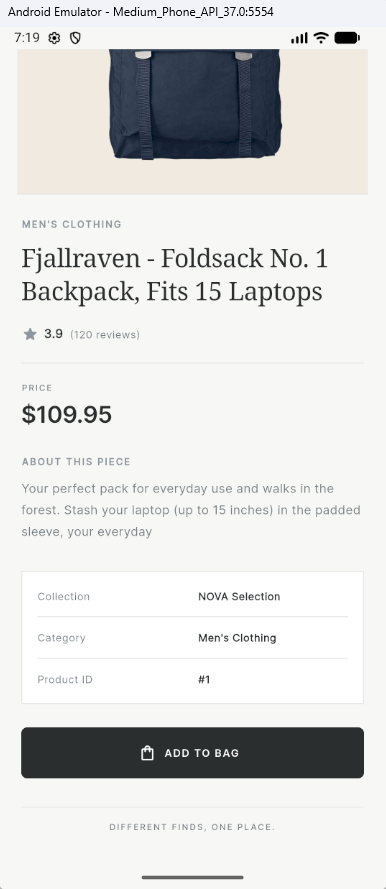 Android Emulator - Medium_Phone_API_37.0:5554
7:19
MEN'S CLOTHING
Fjallraven - Foldsack No. 1
Backpack, Fits 15 Laptops
3.9 (120 reviews)
PRICE
$109.95
ABOUT THIS PIECE
Your perfect pack for everyday use and walks in the
forest. Stash your laptop (up to 15 inches) in the padded
sleeve, your everyday
Collection NOVA Selection
Category Men's Clothing
Product ID #1
ADD TO BAG
DIFFERENT FINDS, ONE PLACE.